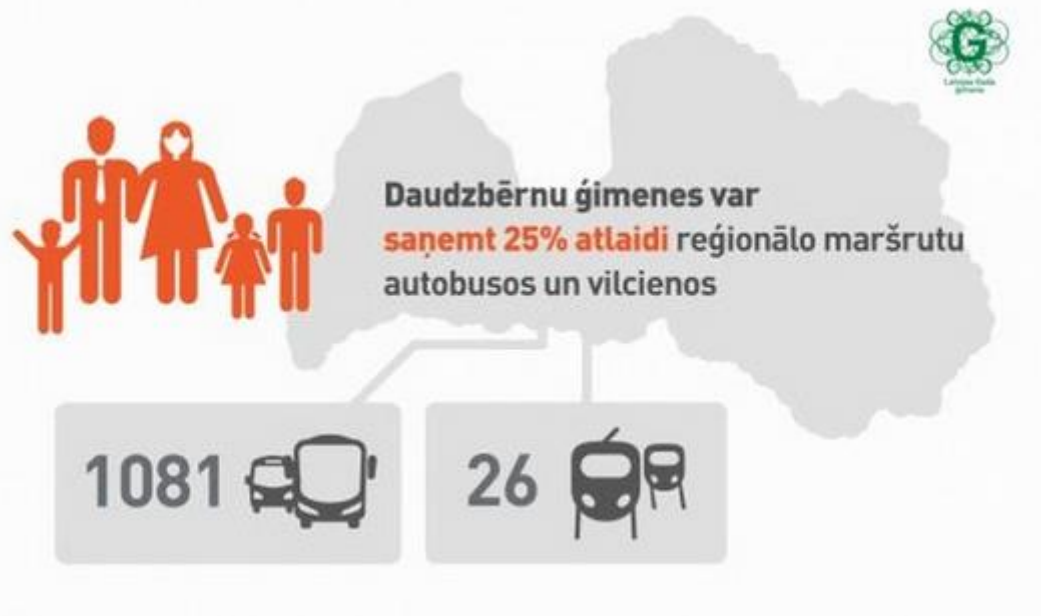 G
Daudzbērnu ģimenes var
saņemt 25% atlaidi reģionālo maršrutu
autobusos un vilcienos
1081
26